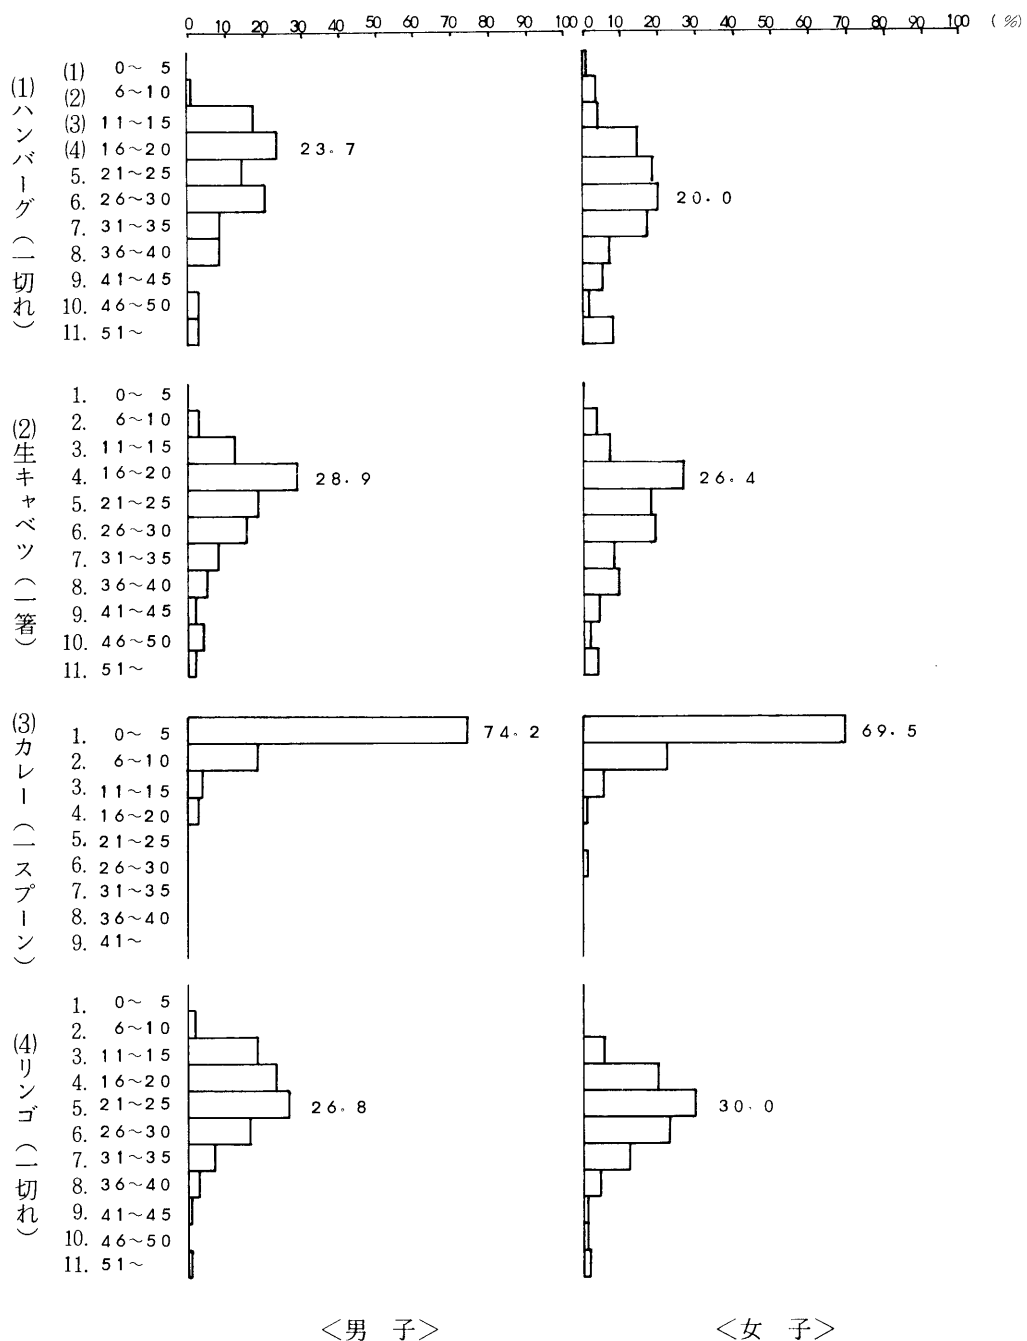 0 10 20 30 40 50 60 70 80 90 100 0 10 20 30 40 50 60 70 80 90 100 (%)
(1)ハンバーグ(一切れ)
(1) 0～ 5
(2) 6～10
(3) 11～15
(4) 16～20 23.7
5. 21～25
6. 26～30 20.0
7. 31～35
8. 36～40
9. 41～45
10. 46～50
11. 51～
(2)生キャベツ(一箸)
1. 0～ 5
2. 6～10
3. 11～15
4. 16～20 28.9 26.4
5. 21～25
6. 26～30
7. 31～35
8. 36～40
9. 41～45
10. 46～50
11. 51～
(3)カレー(一スプーン)
1. 0～ 5 74.2 69.5
2. 6～10
3. 11～15
4. 16～20
5. 21～25
6. 26～30
7. 31～35
8. 36～40
9. 41～
(4)リンゴ(一切れ)
1. 0～ 5
2. 6～10
3. 11～15
4. 16～20
5. 21～25 26.8 30.0
6. 26～30
7. 31～35
8. 36～40
9. 41～45
10. 46～50
11. 51～
＜男 子＞ ＜女 子＞